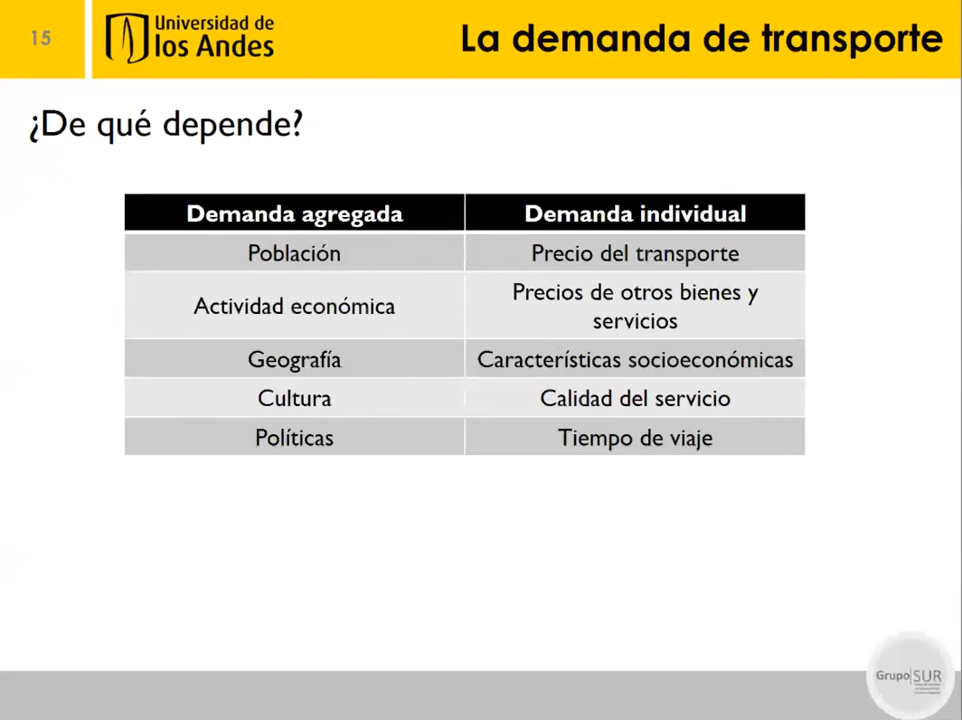 15
Universidad de
los Andes
La demanda de transporte
¿De qué depende?
Demanda agregada
Demanda individual
Población
Precio del transporte
Actividad económica
Precios de otros bienes y
servicios
Geografía
Características socioeconómicas
Cultura
Calidad del servicio
Políticas
Tiempo de viaje
Grupo|SUR